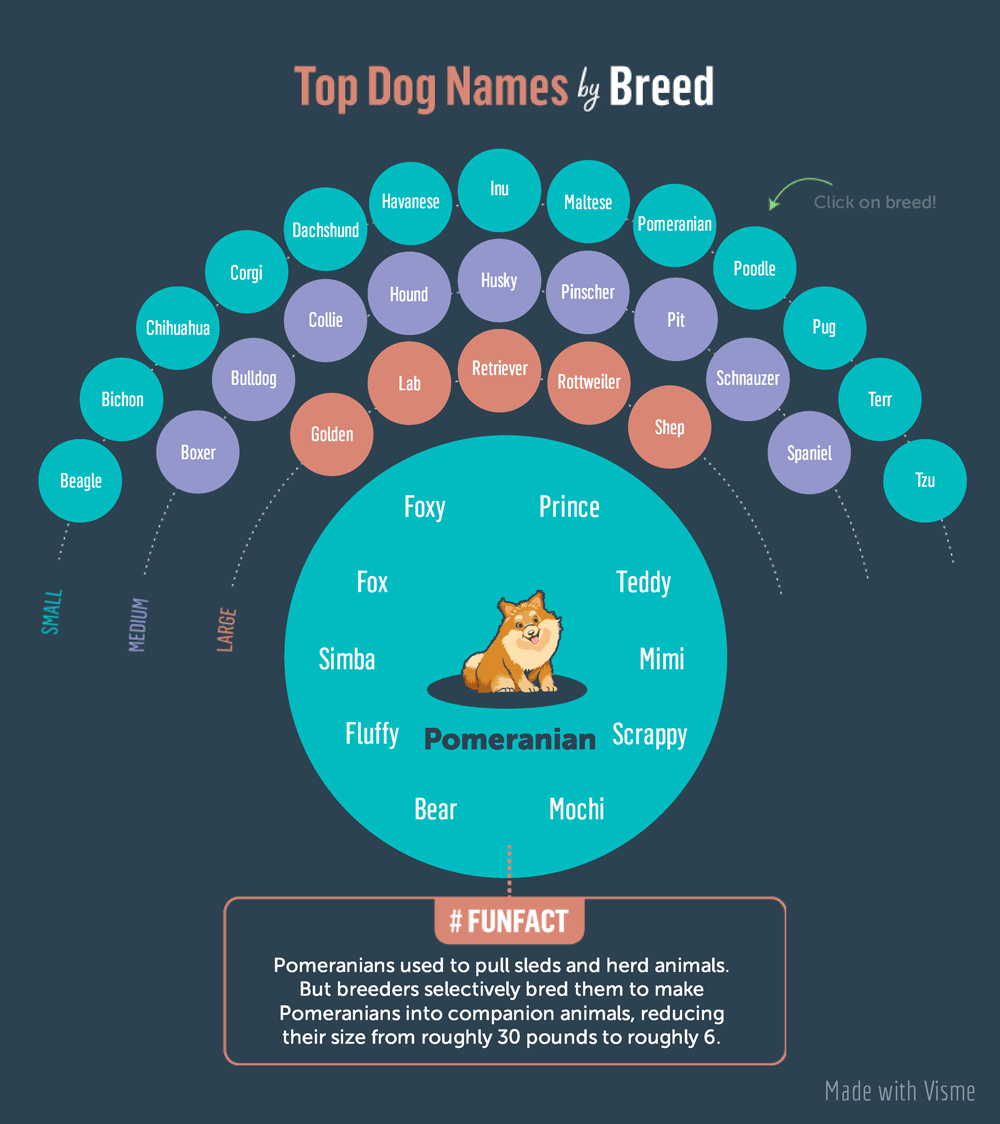 Top Dog Names by Breed
Click on breed!
Inu
Havanese
Maltese
Dachshund
Pomeranian
Corgi
Poodle
Chihuahua
Pug
Bichon
Terr
Beagle
Tzu
Husky
Hound
Pinscher
Collie
Pit
Bulldog
Schnauzer
Boxer
Spaniel
Retriever
Lab
Rottweiler
Golden
Shep
SMALL
MEDIUM
LARGE
Foxy
Prince
Fox
Teddy
Simba
Mimi
Fluffy
Pomeranian
Scrappy
Bear
Mochi
# FUNFACT
Pomeranians used to pull sleds and herd animals.
But breeders selectively bred them to make
Pomeranians into companion animals, reducing
their size from roughly 30 pounds to roughly 6.
Made with Visme